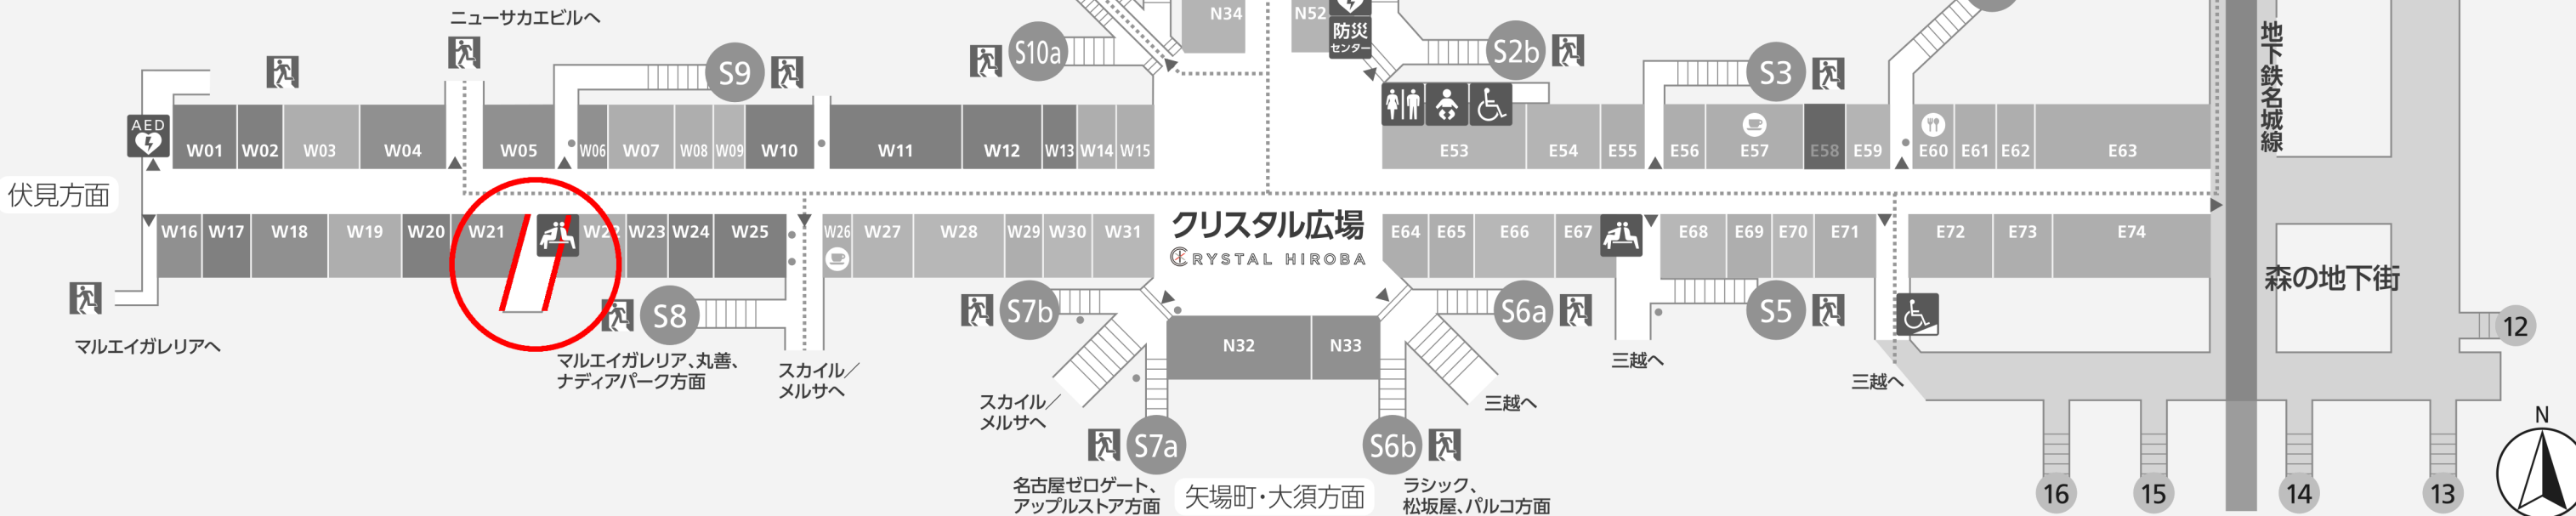 ニューサカエビルへ
N34
N52
防災
センター
S10a
S2b
S9
S3
地下鉄名城線
AED
W01
W02
W03
W04
W05
W06
W07
W08
W09
W10
W11
W12
W13
W14
W15
E53
E54
E55
E56
E57
E58
E59
E60
E61
E62
E63
伏見方面
W16
W17
W18
W19
W20
W21
W22
W23
W24
W25
W26
W27
W28
W29
W30
W31
クリスタル広場
CRYSTAL HIROBA
E64
E65
E66
E67
E68
E69
E70
E71
E72
E73
E74
森の地下街
マルエイガレリアへ
S8
マルエイガレリア、丸善、
ナディアパーク方面
スカイル/
メルサへ
S7b
スカイル/
メルサへ
N32
N33
S6a
三越へ
S5
三越へ
三越へ
12
S7a
名古屋ゼロゲート、
アップルストア方面
矢場町・大須方面
S6b
ラシック、
松坂屋、パルコ方面
16
15
14
13
N